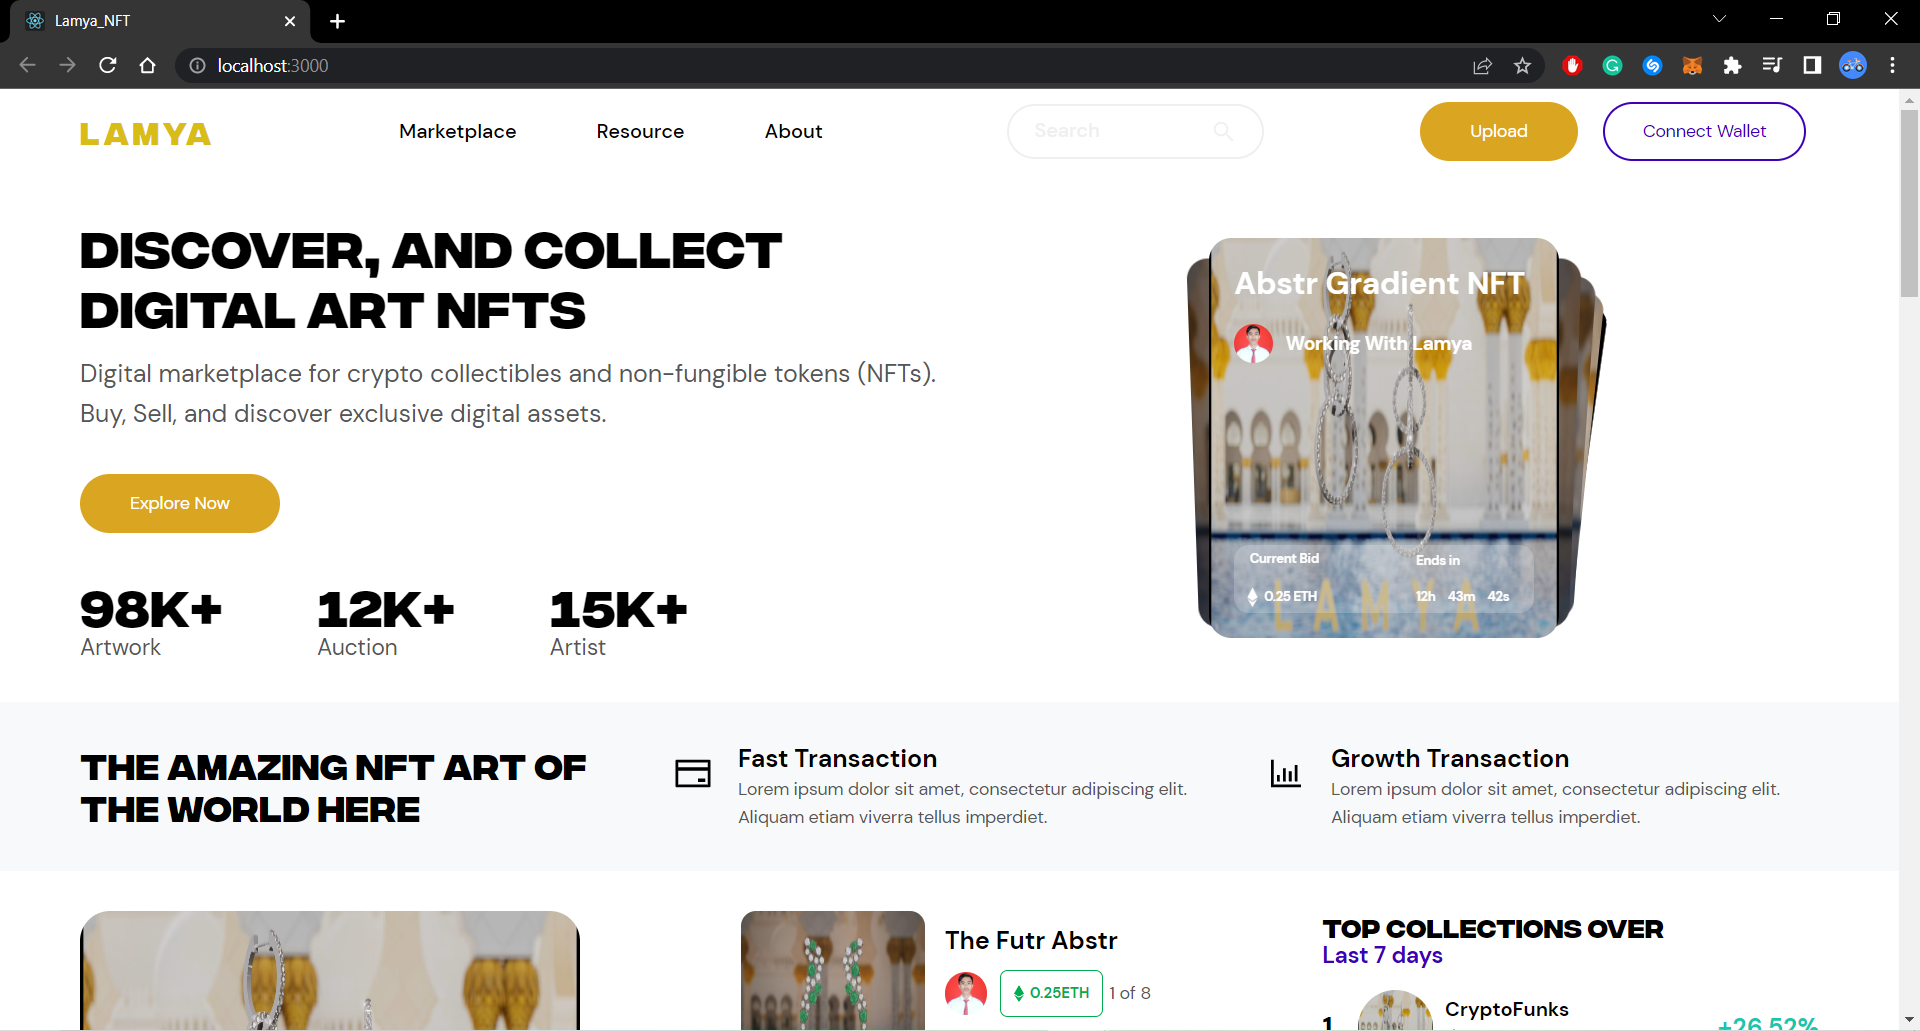 Lamya_NFT
localhost:3000
LAMYA
Marketplace
Resource
About
Search
Upload
Connect Wallet
DISCOVER, AND COLLECT
DIGITAL ART NFTS
Digital marketplace for crypto collectibles and non-fungible tokens (NFTs).
Buy, Sell, and discover exclusive digital assets.
Explore Now
98K+
Artwork
12K+
Auction
15K+
Artist
Abstr Gradient NFT
Working With Lamya
Current Bid
0.25 ETH
Ends in
12h 43m 42s
LAMYA
THE AMAZING NFT ART OF
THE WORLD HERE
Fast Transaction
Lorem ipsum dolor sit amet, consectetur adipiscing elit.
Aliquam etiam viverra tellus imperdiet.
Growth Transaction
Lorem ipsum dolor sit amet, consectetur adipiscing elit.
Aliquam etiam viverra tellus imperdiet.
The Futr Abstr
0.25ETH
1 of 8
TOP COLLECTIONS OVER
Last 7 days
1
CryptoFunks
+26.52%